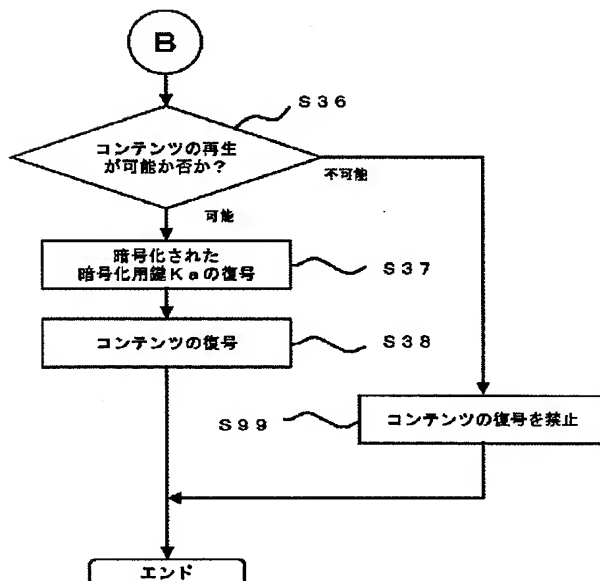 B
S36
コンテンツの再生
が可能か否か?
不可能
可能
暗号化された
暗号化用鍵Kaの復号
S37
コンテンツの復号
S38
S99
コンテンツの復号を禁止
エンド